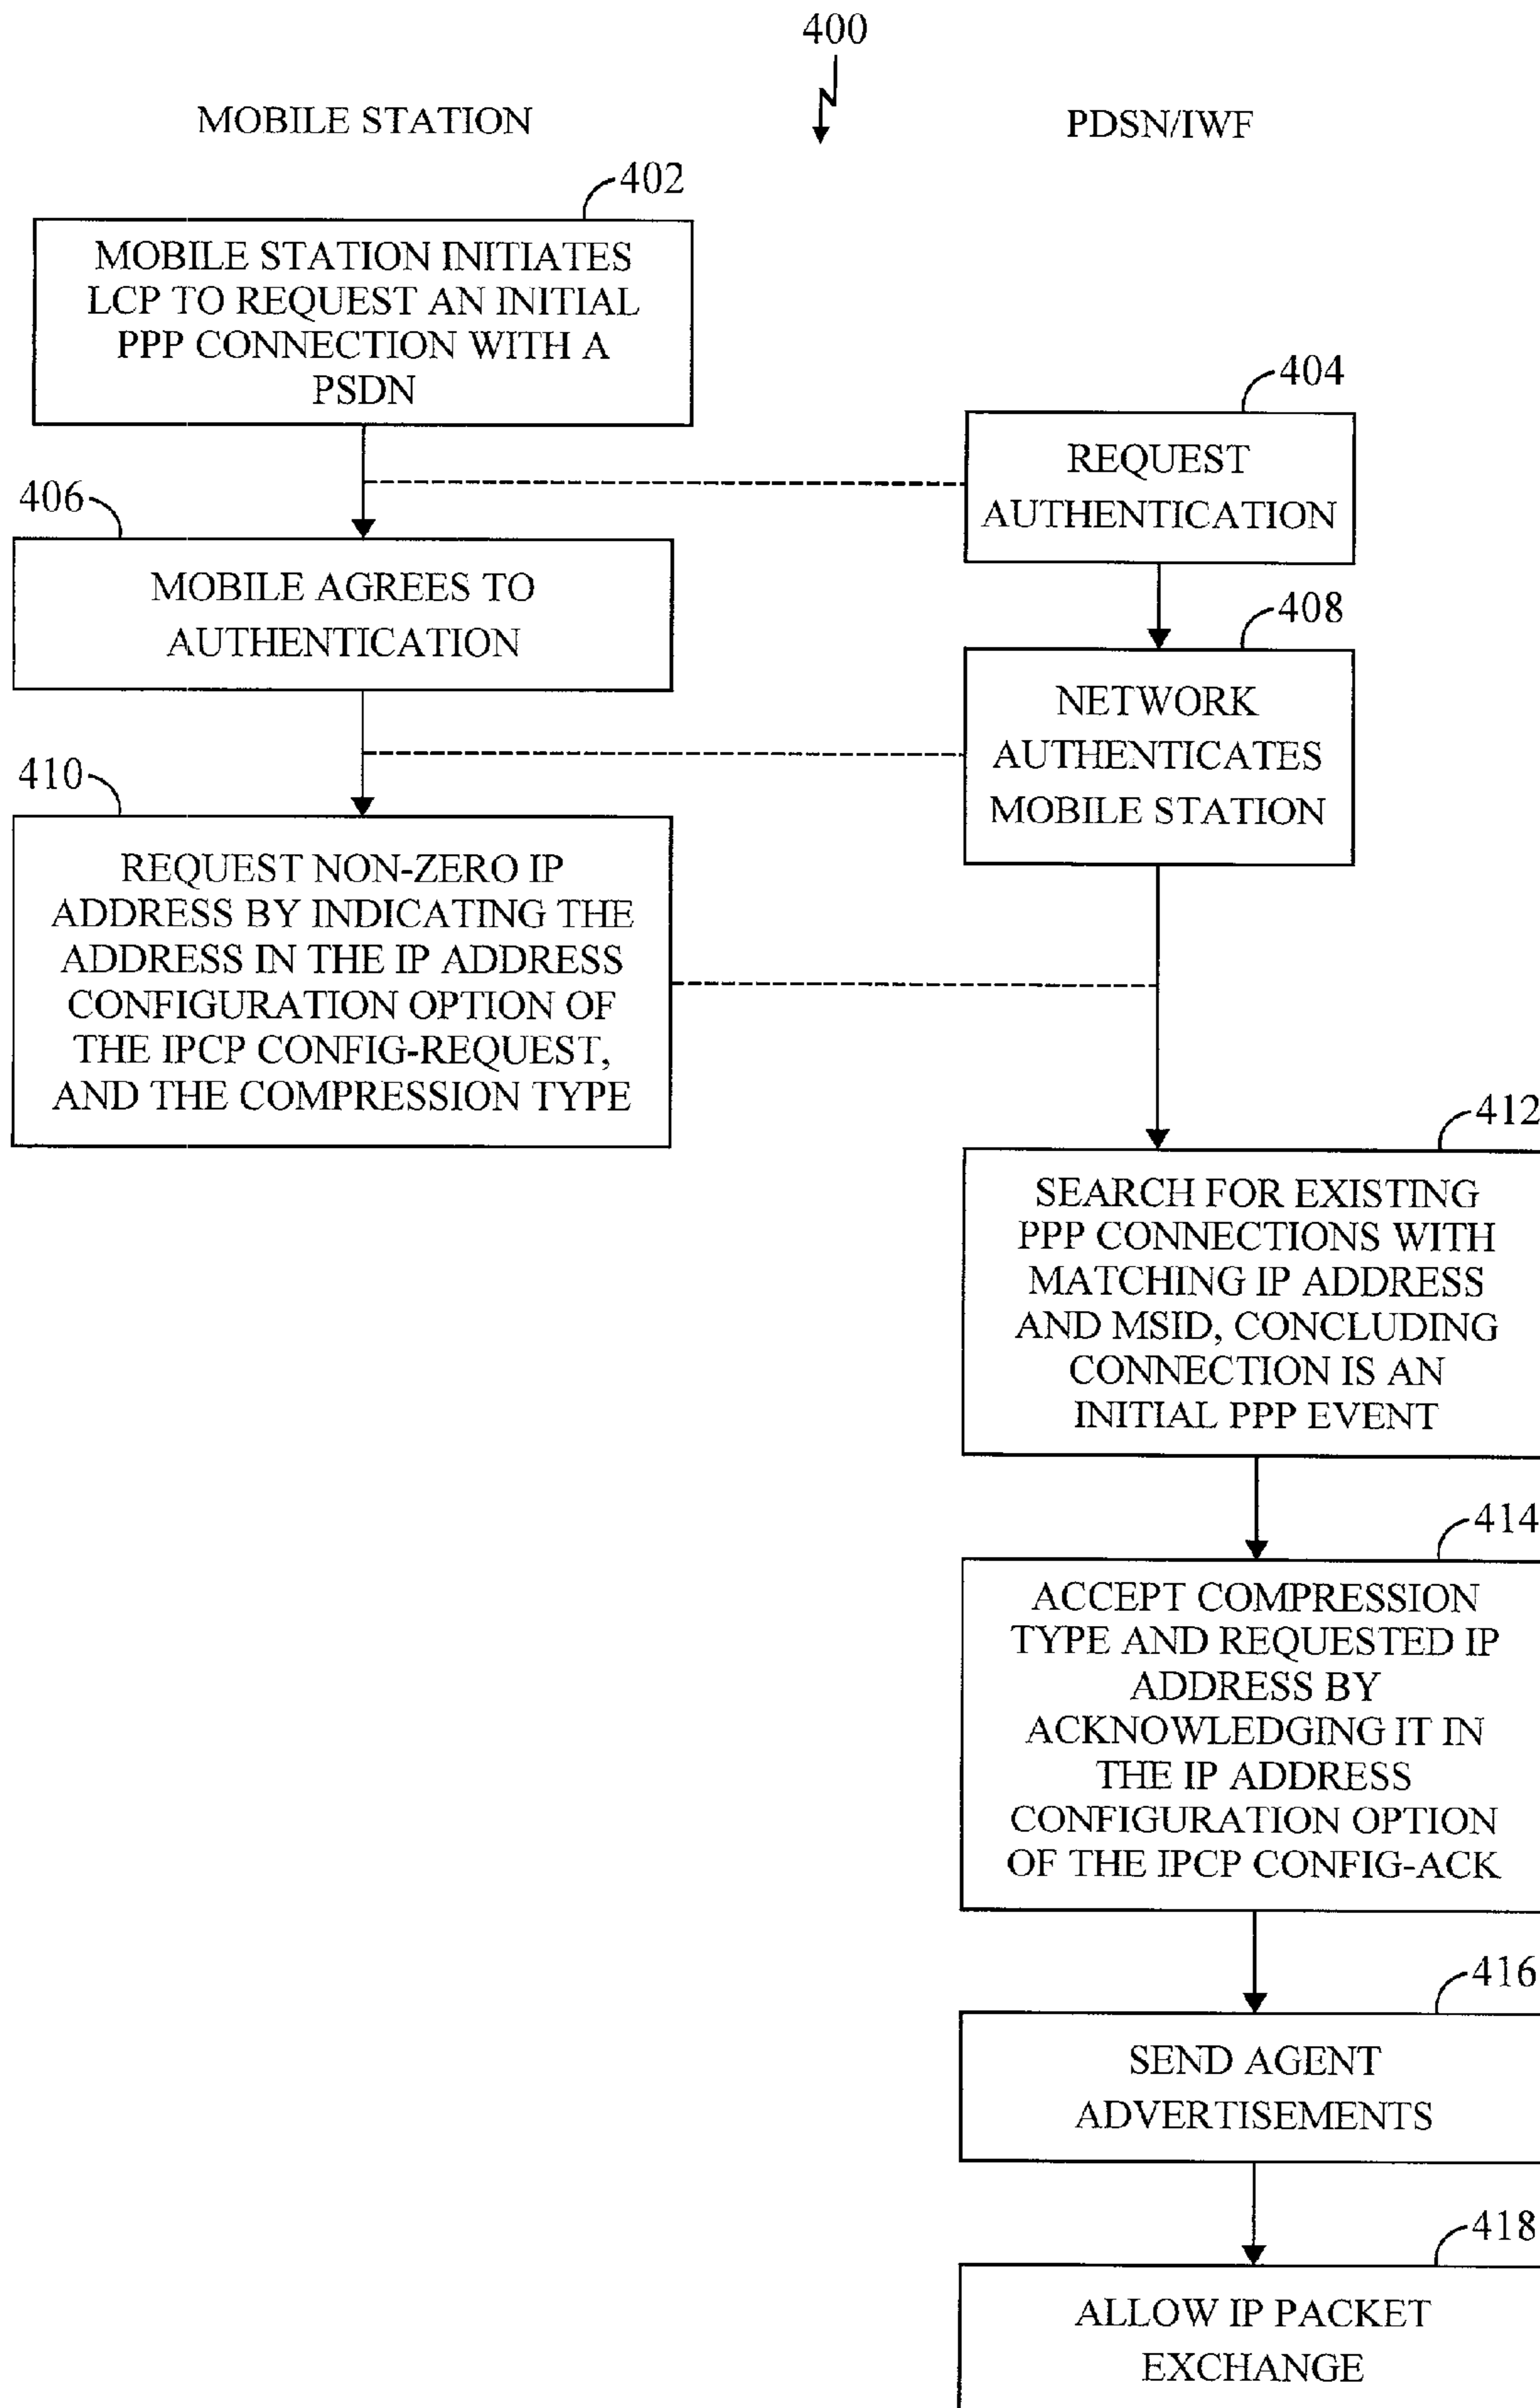 400
MOBILE STATION
PDSN/IWF
402
MOBILE STATION INITIATES
LCP TO REQUEST AN INITIAL
PPP CONNECTION WITH A
PSDN
404
REQUEST
AUTHENTICATION
406
MOBILE AGREES TO
AUTHENTICATION
408
NETWORK
AUTHENTICATES
MOBILE STATION
410
REQUEST NON-ZERO IP
ADDRESS BY INDICATING THE
ADDRESS IN THE IP ADDRESS
CONFIGURATION OPTION OF
THE IPCP CONFIG-REQUEST,
AND THE COMPRESSION TYPE
412
SEARCH FOR EXISTING
PPP CONNECTIONS WITH
MATCHING IP ADDRESS
AND MSID, CONCLUDING
CONNECTION IS AN
INITIAL PPP EVENT
414
ACCEPT COMPRESSION
TYPE AND REQUESTED IP
ADDRESS BY
ACKNOWLEDGING IT IN
THE IP ADDRESS
CONFIGURATION OPTION
OF THE IPCP CONFIG-ACK
416
SEND AGENT
ADVERTISEMENTS
418
ALLOW IP PACKET
EXCHANGE